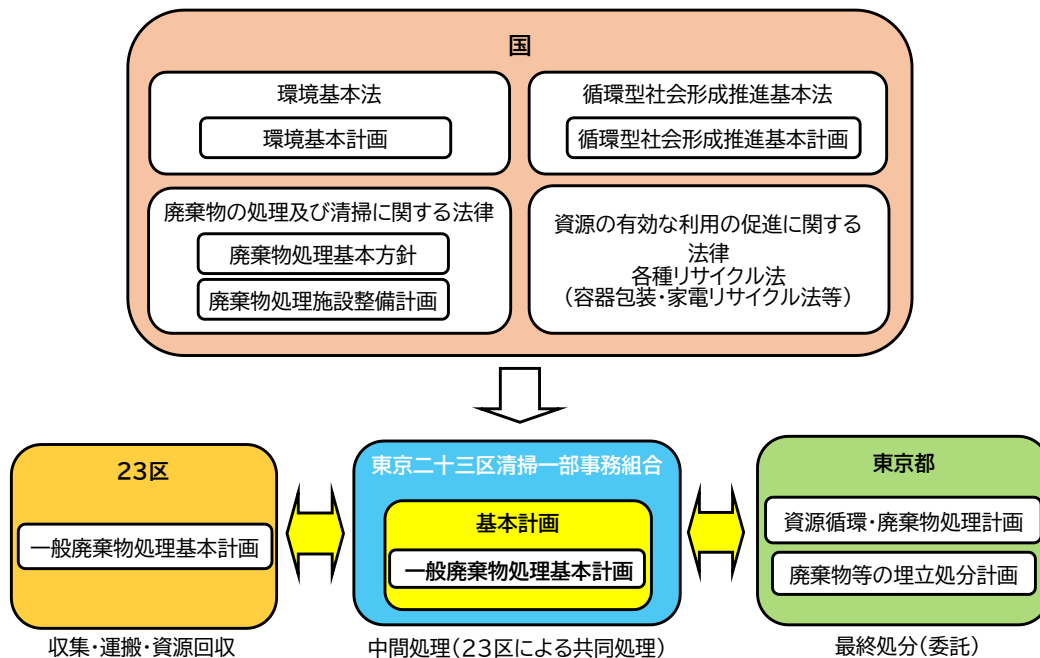 国
環境基本法
環境基本計画
循環型社会形成推進基本法
循環型社会形成推進基本計画
廃棄物の処理及び清掃に関する法律
廃棄物処理基本方針
廃棄物処理施設整備計画
資源の有効な利用の促進に関する
法律
各種リサイクル法
（容器包装・家電リサイクル法等）
23区
一般廃棄物処理基本計画
収集・運搬・資源回収
東京二十三区清掃一部事務組合
基本計画
一般廃棄物処理基本計画
中間処理（23区による共同処理）
東京都
資源循環・廃棄物処理計画
廃棄物等の埋立処分計画
最終処分（委託）